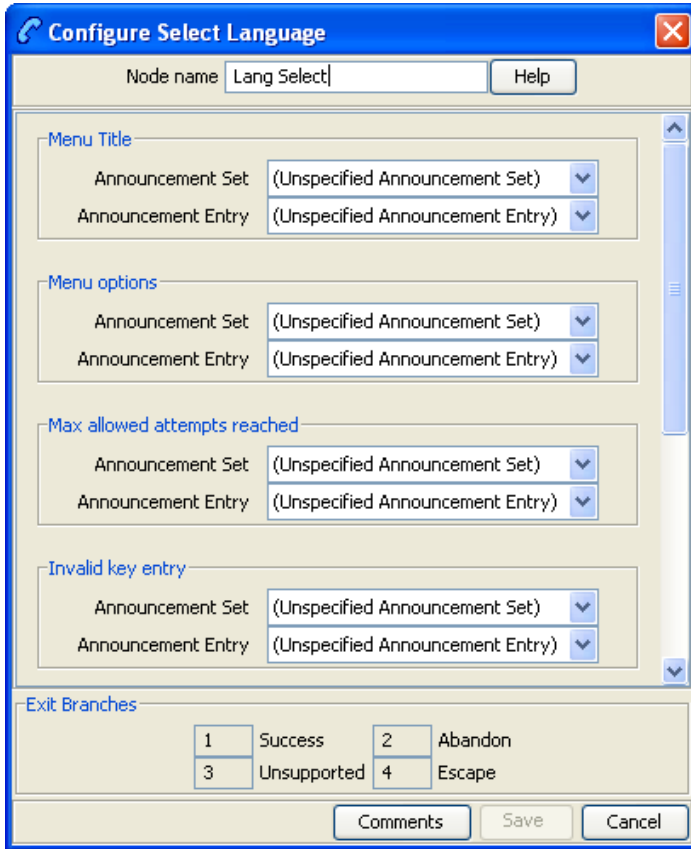 Configure Select Language
Node name Lang Select Help
Menu Title
Announcement Set (Unspecified Announcement Set)
Announcement Entry (Unspecified Announcement Entry)
Menu options
Announcement Set (Unspecified Announcement Set)
Announcement Entry (Unspecified Announcement Entry)
Max allowed attempts reached
Announcement Set (Unspecified Announcement Set)
Announcement Entry (Unspecified Announcement Entry)
Invalid key entry
Announcement Set (Unspecified Announcement Set)
Announcement Entry (Unspecified Announcement Entry)
Exit Branches
1 Success 2 Abandon
3 Unsupported 4 Escape
Comments Save Cancel